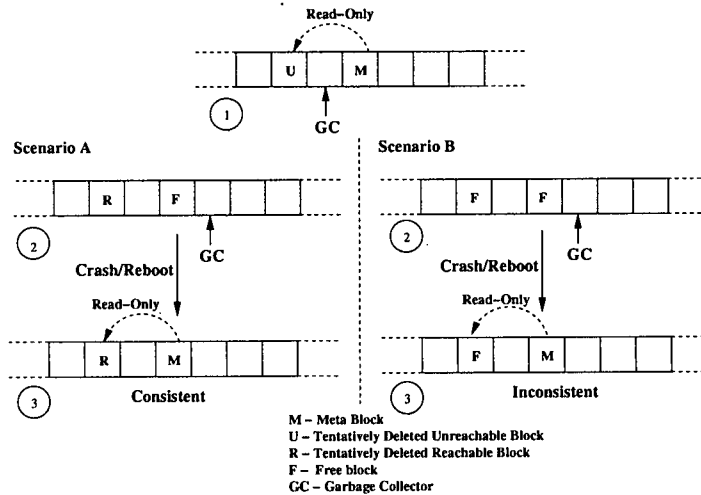 Read-Only
U M
1
GC
Scenario A
R F
2
GC
Crash/Reboot
Read-Only
R M
3
Consistent
Scenario B
F F
2
GC
Crash/Reboot
Read-Only
F M
3
Inconsistent
M – Meta Block
U – Tentatively Deleted Unreachable Block
R – Tentatively Deleted Reachable Block
F – Free block
GC – Garbage Collector